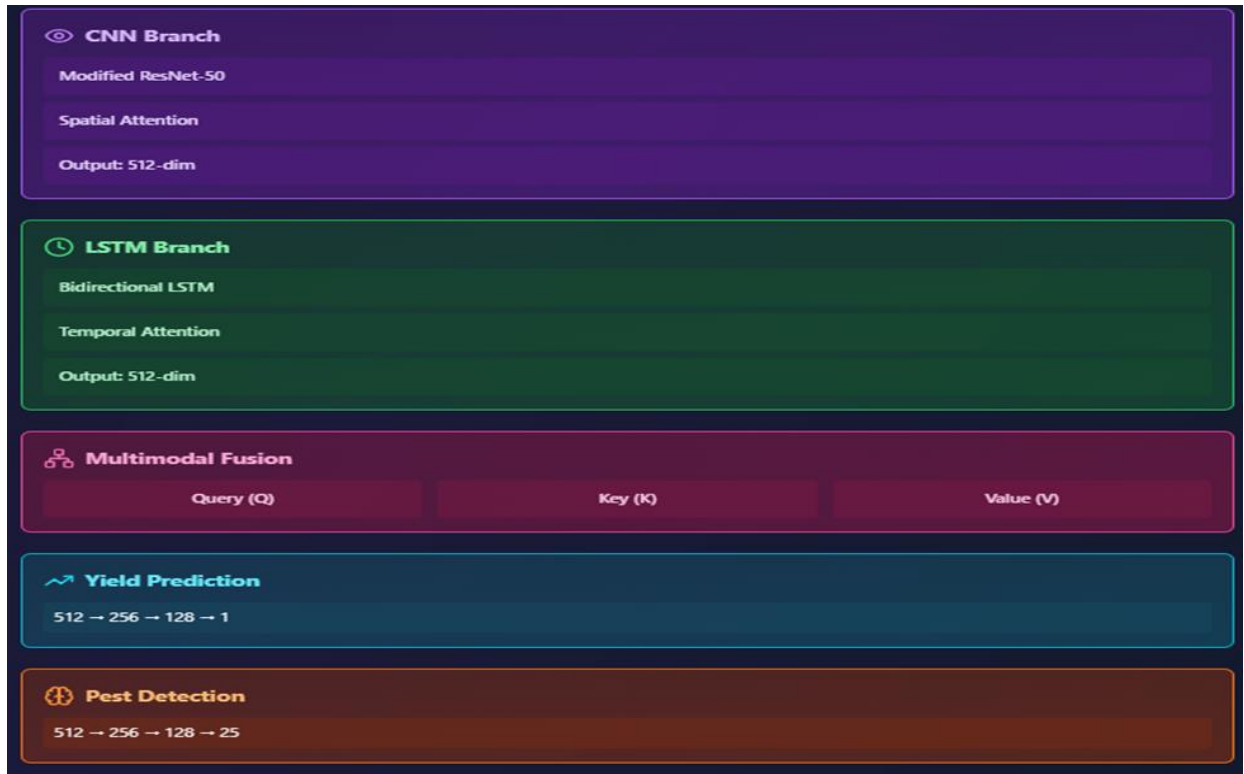 CNN Branch
Modified ResNet-50
Spatial Attention
Output: 512-dim
LSTM Branch
Bidirectional LSTM
Temporal Attention
Output: 512-dim
Multimodal Fusion
Query (Q) Key (K) Value (V)
Yield Prediction
512 → 256 → 128 → 1
Pest Detection
512 → 256 → 128 → 25